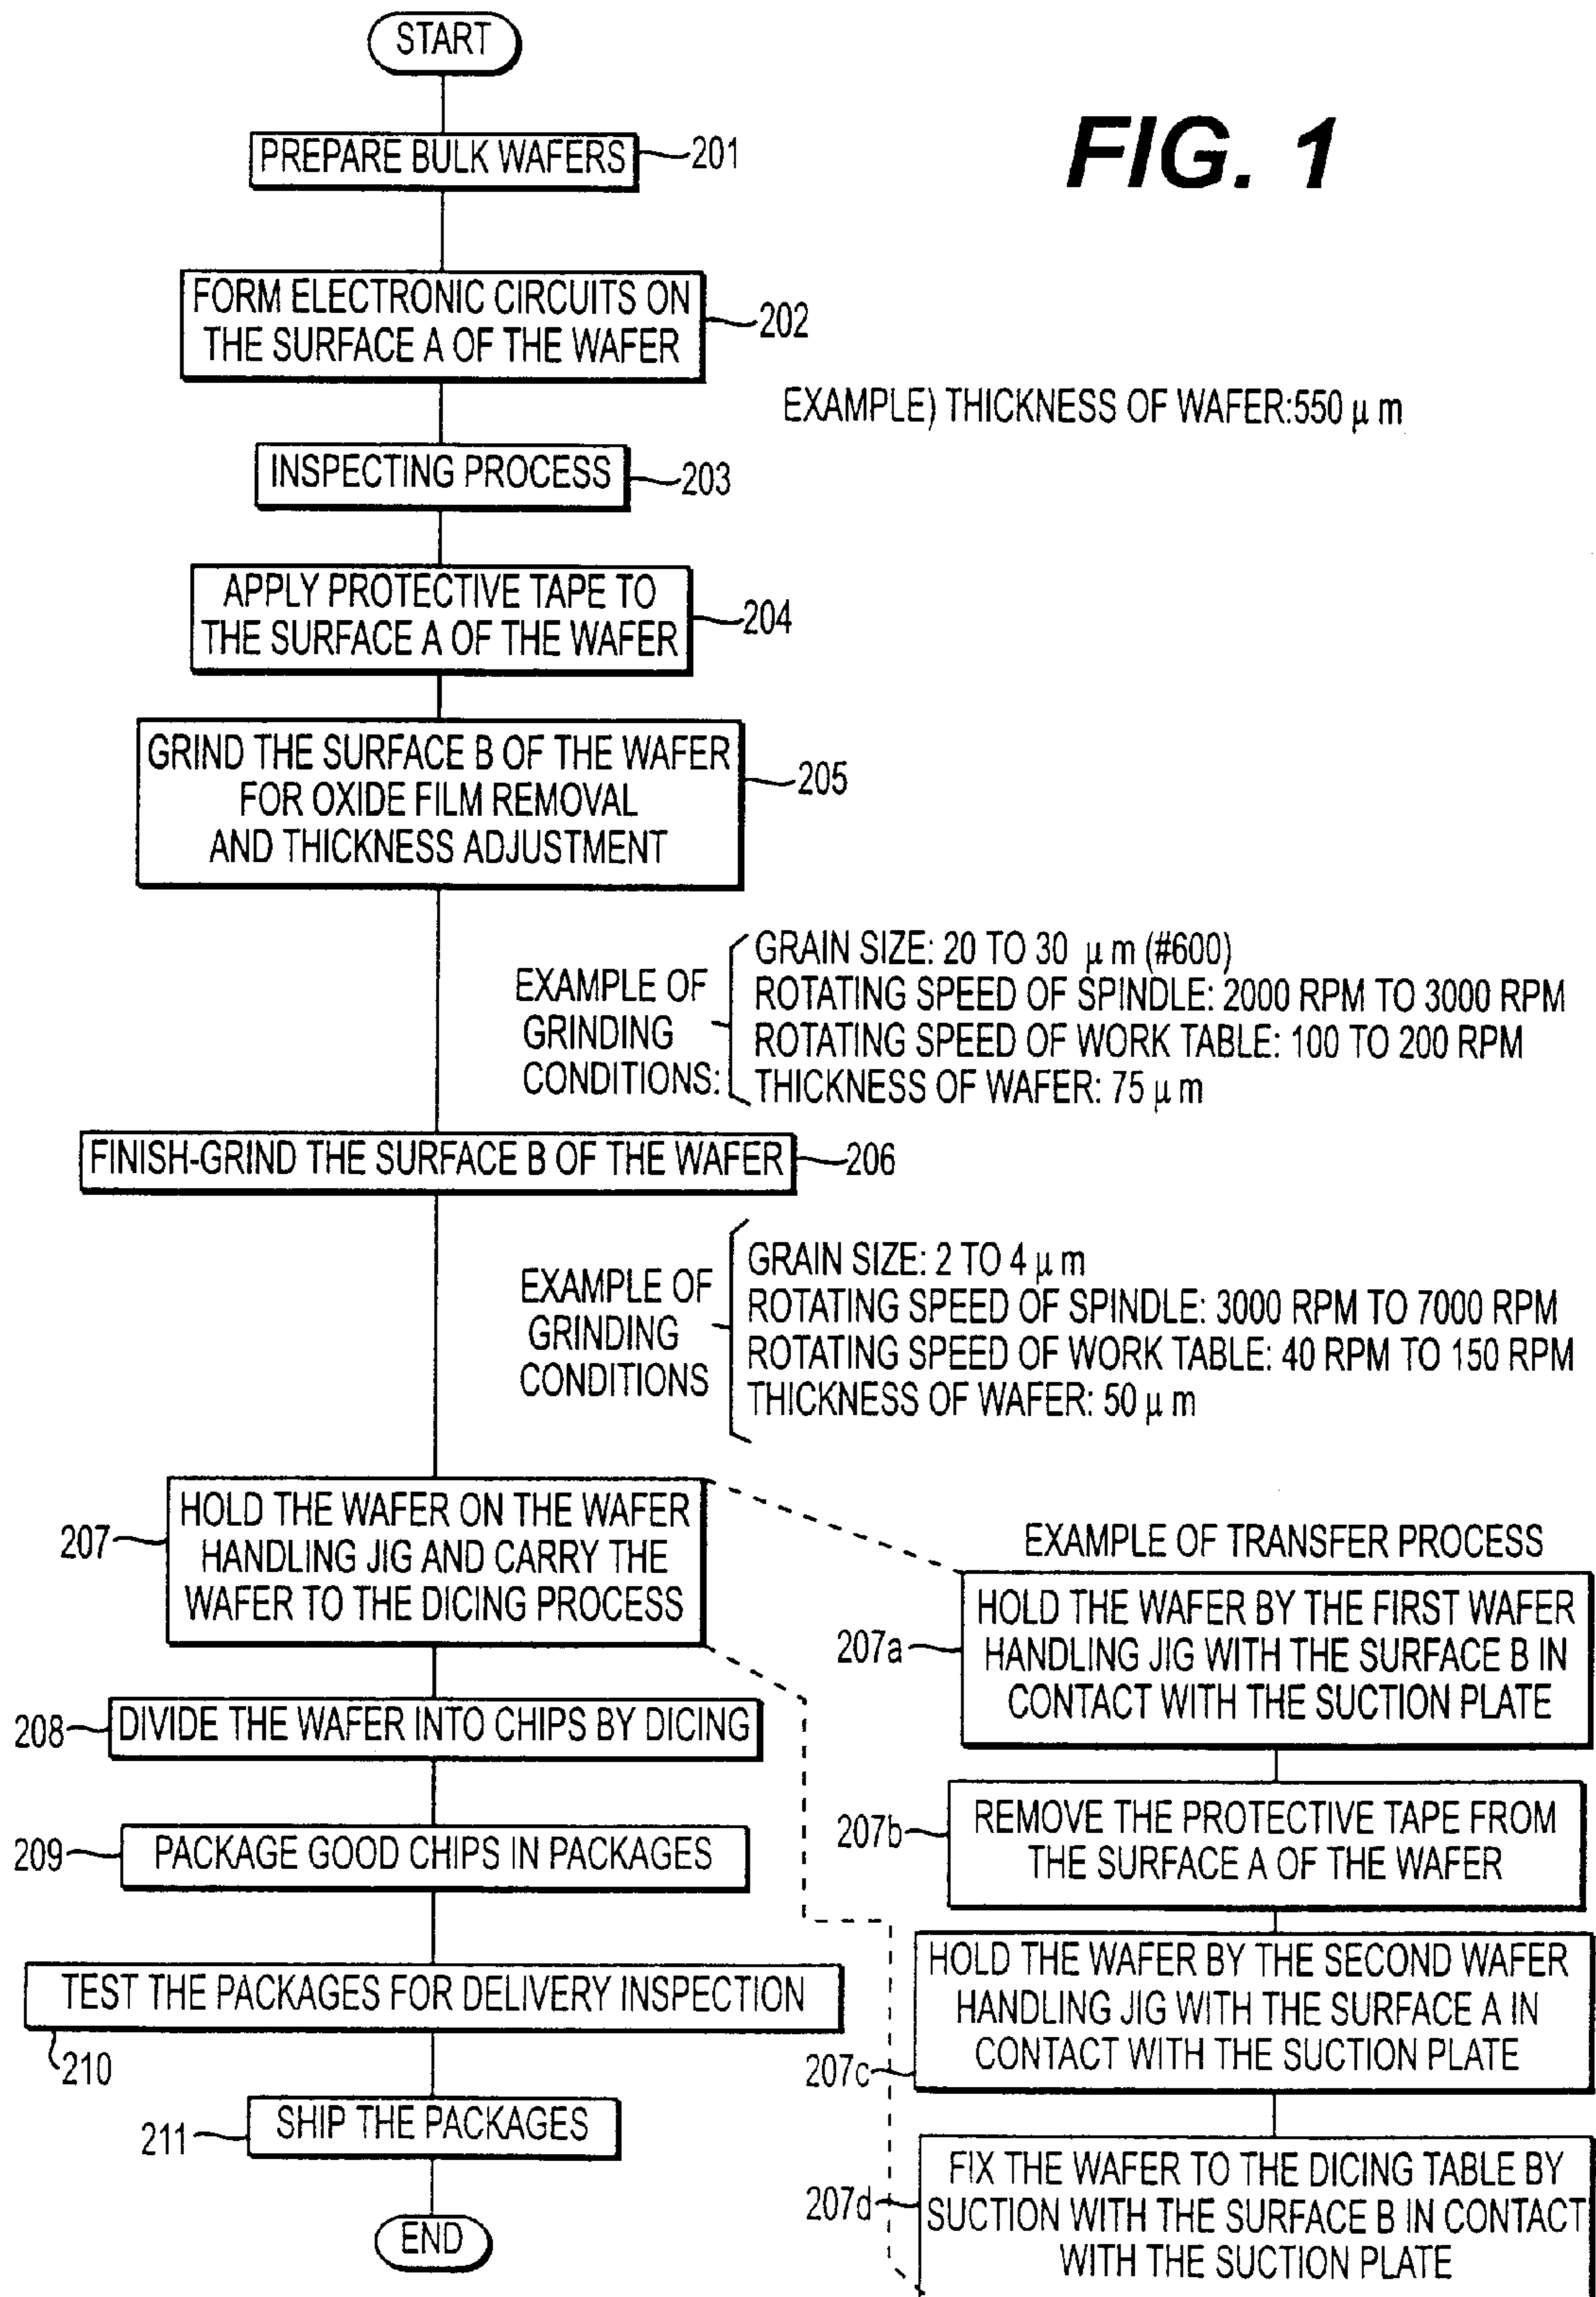 START
FIG. 1
PREPARE BULK WAFERS
201
FORM ELECTRONIC CIRCUITS ON
THE SURFACE A OF THE WAFER
202
EXAMPLE) THICKNESS OF WAFER:550 μ m
INSPECTING PROCESS
203
APPLY PROTECTIVE TAPE TO
THE SURFACE A OF THE WAFER
204
GRIND THE SURFACE B OF THE WAFER
FOR OXIDE FILM REMOVAL
AND THICKNESS ADJUSTMENT
205
EXAMPLE OF
GRINDING
CONDITIONS:
GRAIN SIZE: 20 TO 30 μ m (#600)
ROTATING SPEED OF SPINDLE: 2000 RPM TO 3000 RPM
ROTATING SPEED OF WORK TABLE: 100 TO 200 RPM
THICKNESS OF WAFER: 75 μ m
FINISH-GRIND THE SURFACE B OF THE WAFER
206
EXAMPLE OF
GRINDING
CONDITIONS
GRAIN SIZE: 2 TO 4 μ m
ROTATING SPEED OF SPINDLE: 3000 RPM TO 7000 RPM
ROTATING SPEED OF WORK TABLE: 40 RPM TO 150 RPM
THICKNESS OF WAFER: 50 μ m
207
HOLD THE WAFER ON THE WAFER
HANDLING JIG AND CARRY THE
WAFER TO THE DICING PROCESS
208
DIVIDE THE WAFER INTO CHIPS BY DICING
209
PACKAGE GOOD CHIPS IN PACKAGES
TEST THE PACKAGES FOR DELIVERY INSPECTION
210
211
SHIP THE PACKAGES
END
EXAMPLE OF TRANSFER PROCESS
207a
HOLD THE WAFER BY THE FIRST WAFER
HANDLING JIG WITH THE SURFACE B IN
CONTACT WITH THE SUCTION PLATE
207b
REMOVE THE PROTECTIVE TAPE FROM
THE SURFACE A OF THE WAFER
207c
HOLD THE WAFER BY THE SECOND WAFER
HANDLING JIG WITH THE SURFACE A IN
CONTACT WITH THE SUCTION PLATE
207d
FIX THE WAFER TO THE DICING TABLE BY
SUCTION WITH THE SURFACE B IN CONTACT
WITH THE SUCTION PLATE